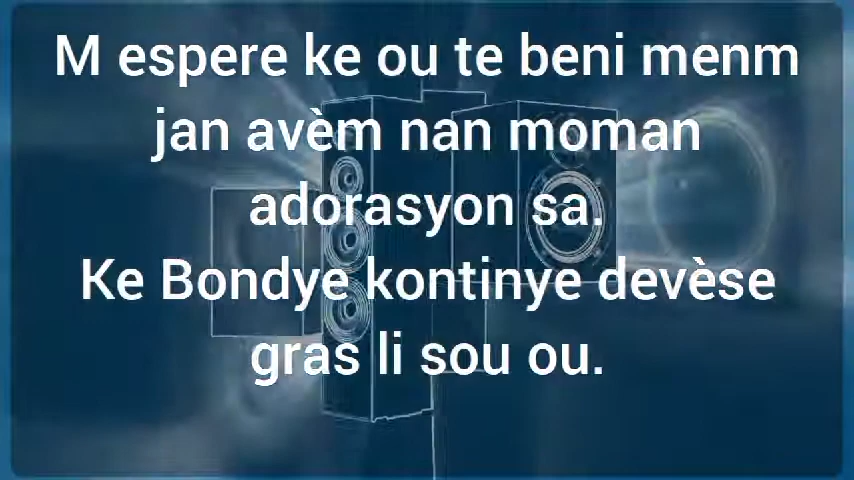 M espere ke ou te beni menm
jan avèm nan moman
adorasyon sa.
Ke Bondye kontinye devèse
gras li sou ou.